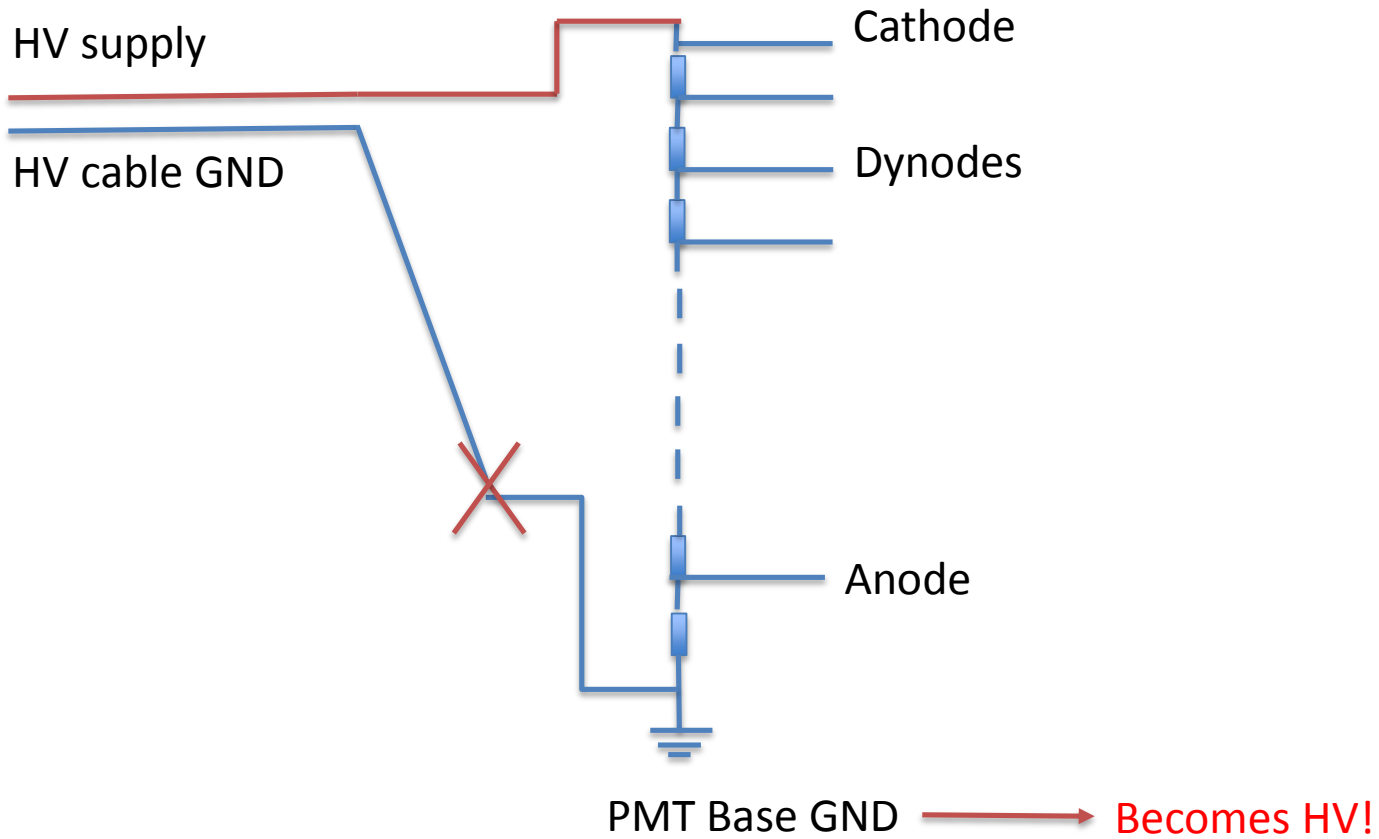 HV supply
Cathode
HV cable GND
Dynodes
Anode
PMT Base GND
Becomes HV!